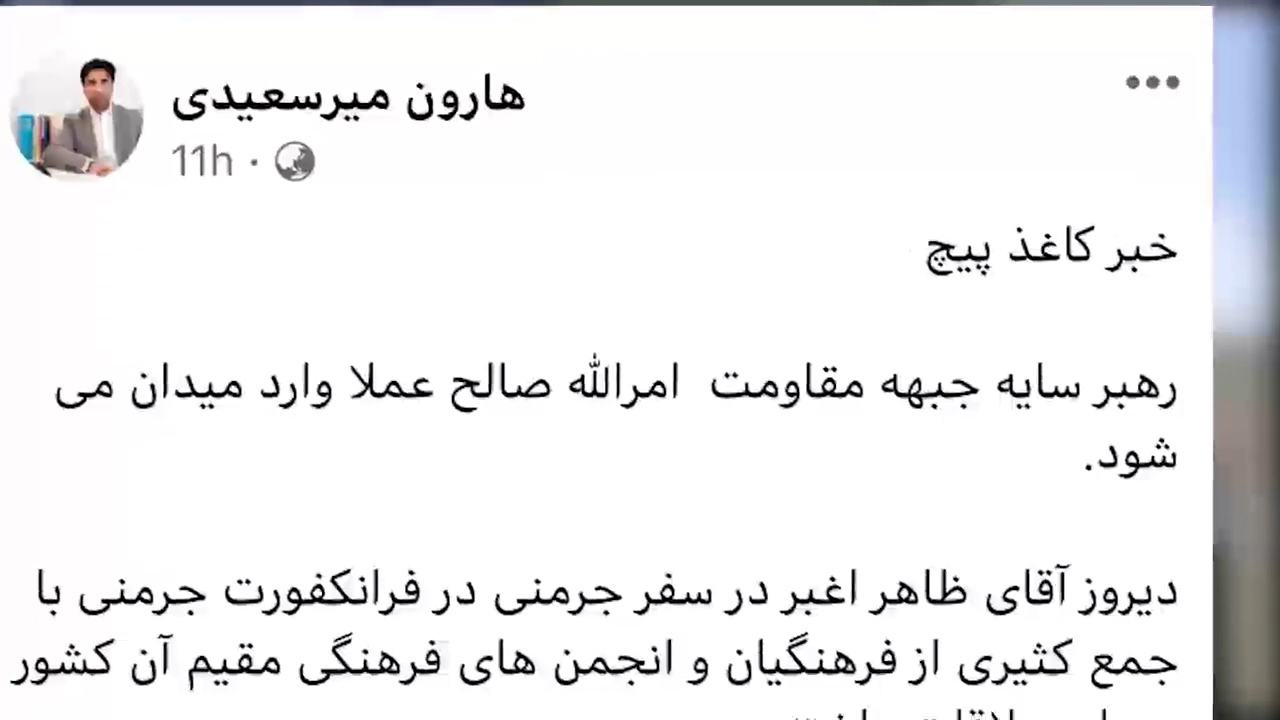 هارون میرسعیدی
11h ·
خبر کاغذ پیچ
رهبر سایه جبهه مقاومت امرالله صالح عملا وارد میدان می
شود.
دیروز آقای ظاهر اغبر در سفر جرمنی در فرانکفورت جرمنی با
جمع کثیری از فرهنگیان و انجمن های فرهنگی مقیم آن کشور